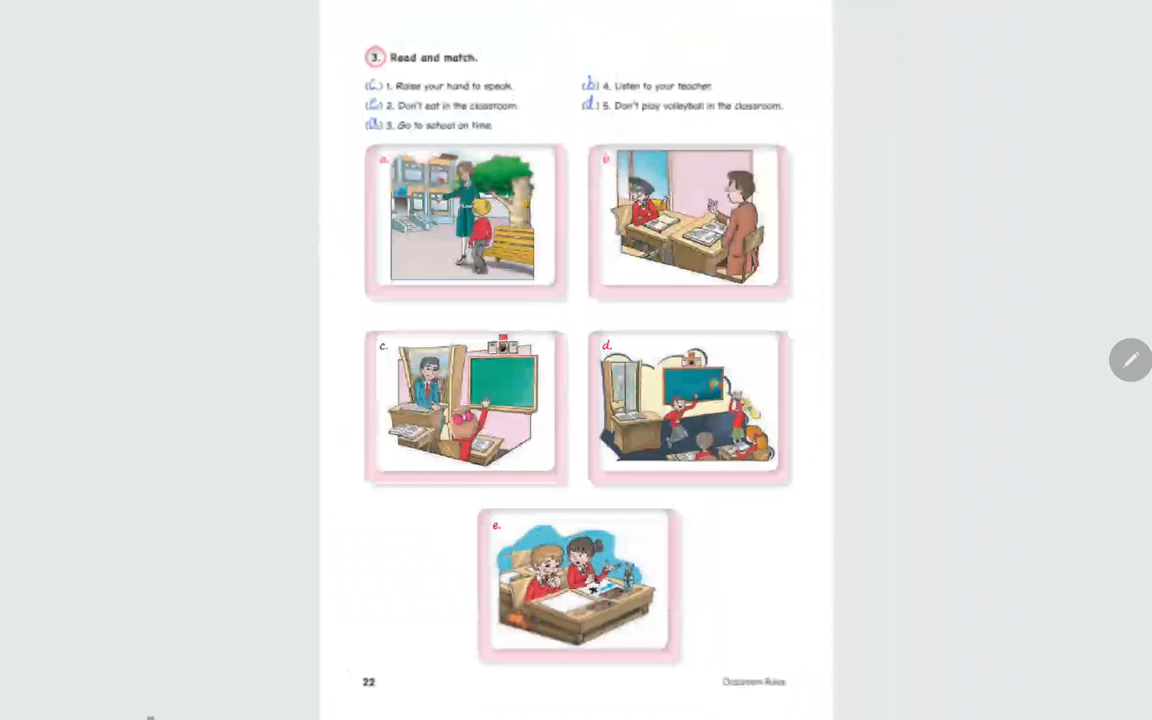 3. Read and match.
(c) 1. Raise your hand to speak.
(e) 2. Don't eat in the classroom.
(a) 3. Go to school on time.
(b) 4. Listen to your teacher.
(d) 5. Don't play volleyball in the classroom.
a.
b.
c.
d.
e.
22
Classroom Rules